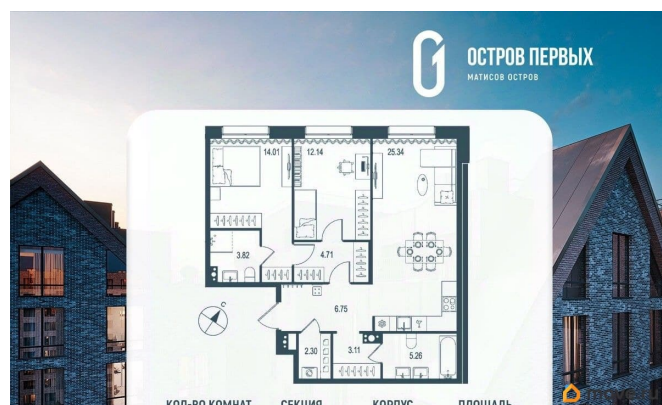 ОСТРОВ ПЕРВЫХ
МАТИСОВ ОСТРОВ
14.01
12.14
25.34
3.82
4.71
С
6.75
2.30
3.11
5.26
КОЛ-ВО КОМНАТ
СЕКЦИЯ
КОРПУС
ПЛОЩАДЬ